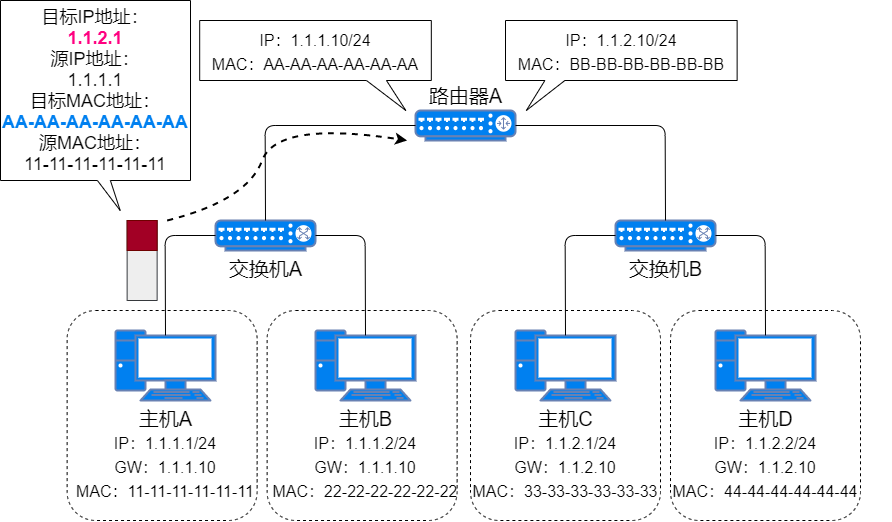 目标IP地址：
1.1.2.1
源IP地址：
1.1.1.1
目标MAC地址：
AA-AA-AA-AA-AA-AA
源MAC地址：
11-11-11-11-11-11
IP：1.1.1.10/24
MAC：AA-AA-AA-AA-AA-AA
IP：1.1.2.10/24
MAC：BB-BB-BB-BB-BB-BB
路由器A
交换机A
交换机B
主机A
IP：1.1.1.1/24
GW：1.1.1.10
MAC：11-11-11-11-11-11
主机B
IP：1.1.1.2/24
GW：1.1.1.10
MAC：22-22-22-22-22-22
主机C
IP：1.1.2.1/24
GW：1.1.2.10
MAC：33-33-33-33-33-33
主机D
IP：1.1.2.2/24
GW：1.1.2.10
MAC：44-44-44-44-44-44